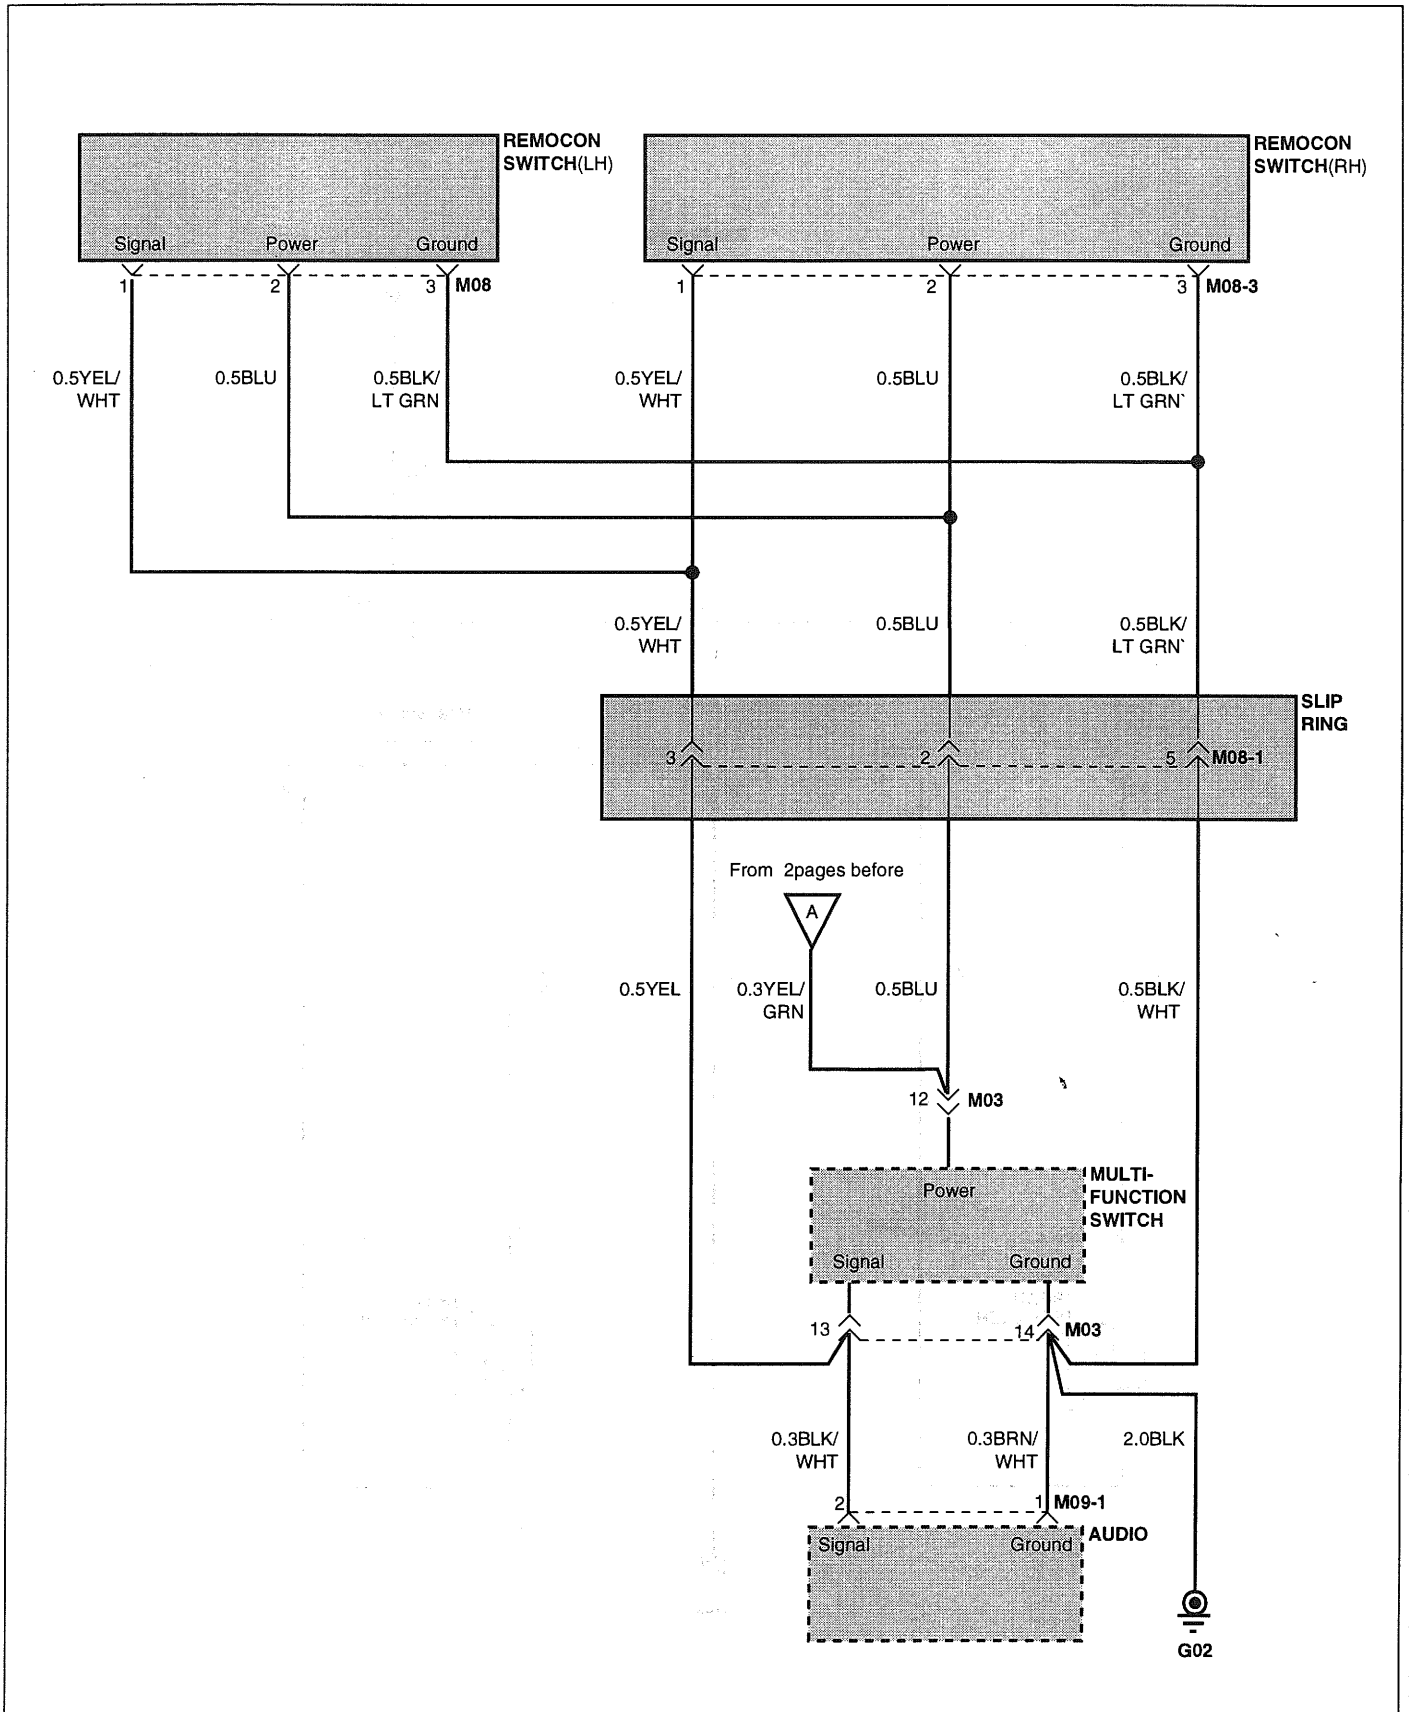 REMOCON
SWITCH(LH)
REMOCON
SWITCH(RH)
Signal
Power
Ground
Signal
Power
Ground
1
2
3
M08
1
2
3
M08-3
0.5YEL/
WHT
0.5BLU
0.5BLK/
LT GRN
0.5YEL/
WHT
0.5BLU
0.5BLK/
LT GRN`
0.5YEL/
WHT
0.5BLU
0.5BLK/
LT GRN`
SLIP
RING
3
2
5
M08-1
From 2pages before
A
0.5YEL
0.3YEL/
GRN
0.5BLU
0.5BLK/
WHT
12
M03
MULTI-
FUNCTION
SWITCH
Power
Signal
Ground
13
14
M03
0.3BLK/
WHT
0.3BRN/
WHT
2.0BLK
2
1
M09-1
AUDIO
Signal
Ground
G02